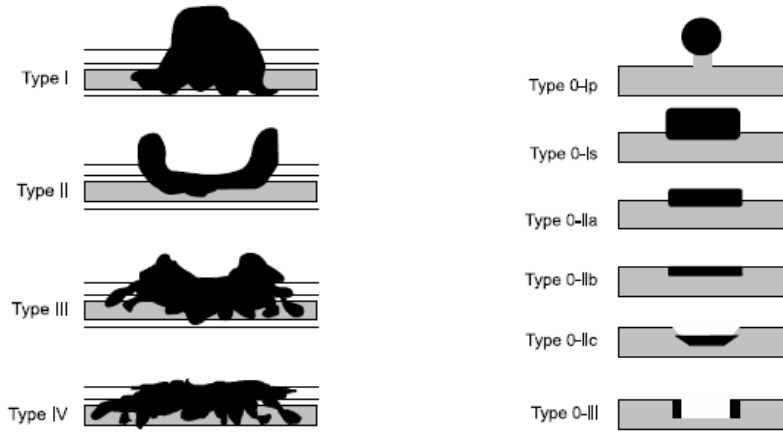 Type I
Type II
Type III
Type IV
Type 0-Ip
Type 0-Is
Type 0-IIa
Type 0-IIb
Type 0-IIc
Type 0-III